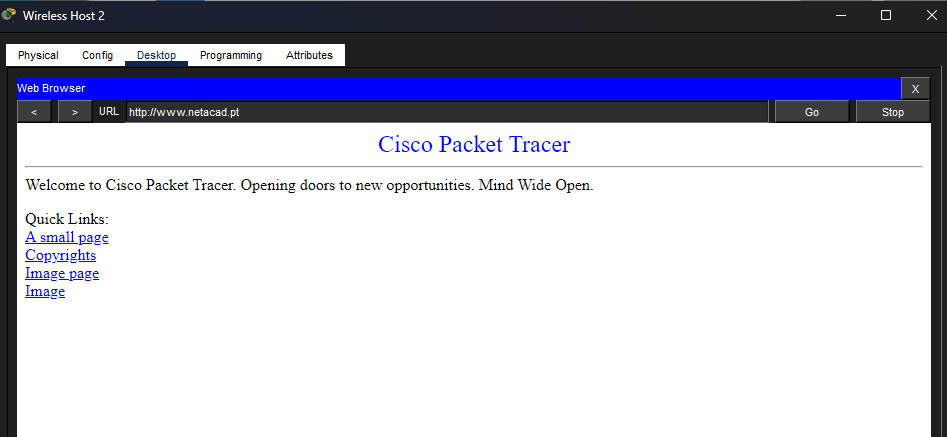 Wireless Host 2
Physical Config Desktop Programming Attributes
Web Browser X
< > URL http://www.netacad.pt Go Stop
Cisco Packet Tracer
Welcome to Cisco Packet Tracer. Opening doors to new opportunities. Mind Wide Open.
Quick Links:
A small page
Copyrights
Image page
Image